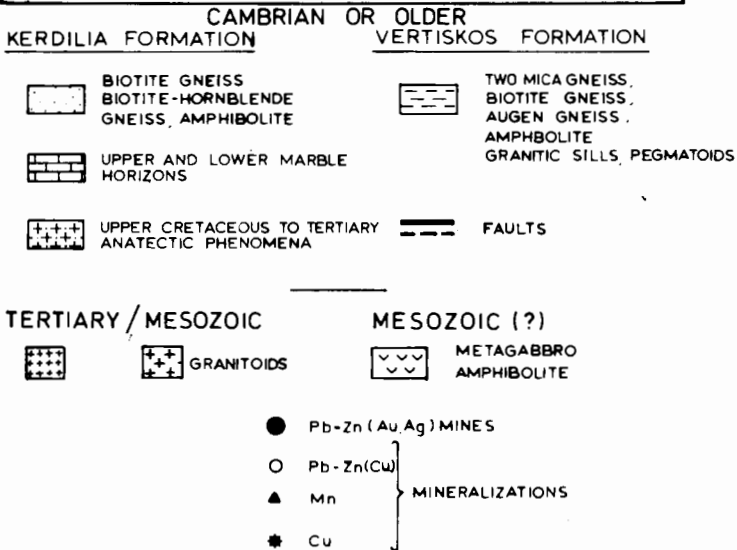 CAMBRIAN OR OLDER
KERDILIA FORMATION
BIOTITE GNEISS
BIOTITE-HORNBLENDE
GNEISS, AMPHIBOLITE
UPPER AND LOWER MARBLE
HORIZONS
UPPER CRETACEOUS TO TERTIARY
ANATECTIC PHENOMENA
VERTISKOS FORMATION
TWO MICA GNEISS,
BIOTITE GNEISS,
AUGEN GNEISS,
AMPHBOLITE
GRANITIC SILLS, PEGMATOIDS
FAULTS
TERTIARY/MESOZOIC
GRANITOIDS
MESOZOIC (?)
METAGABBRO
AMPHIBOLITE
Pb-Zn (Au,Ag) MINES
Pb-Zn(Cu)
Mn
Cu
MINERALIZATIONS